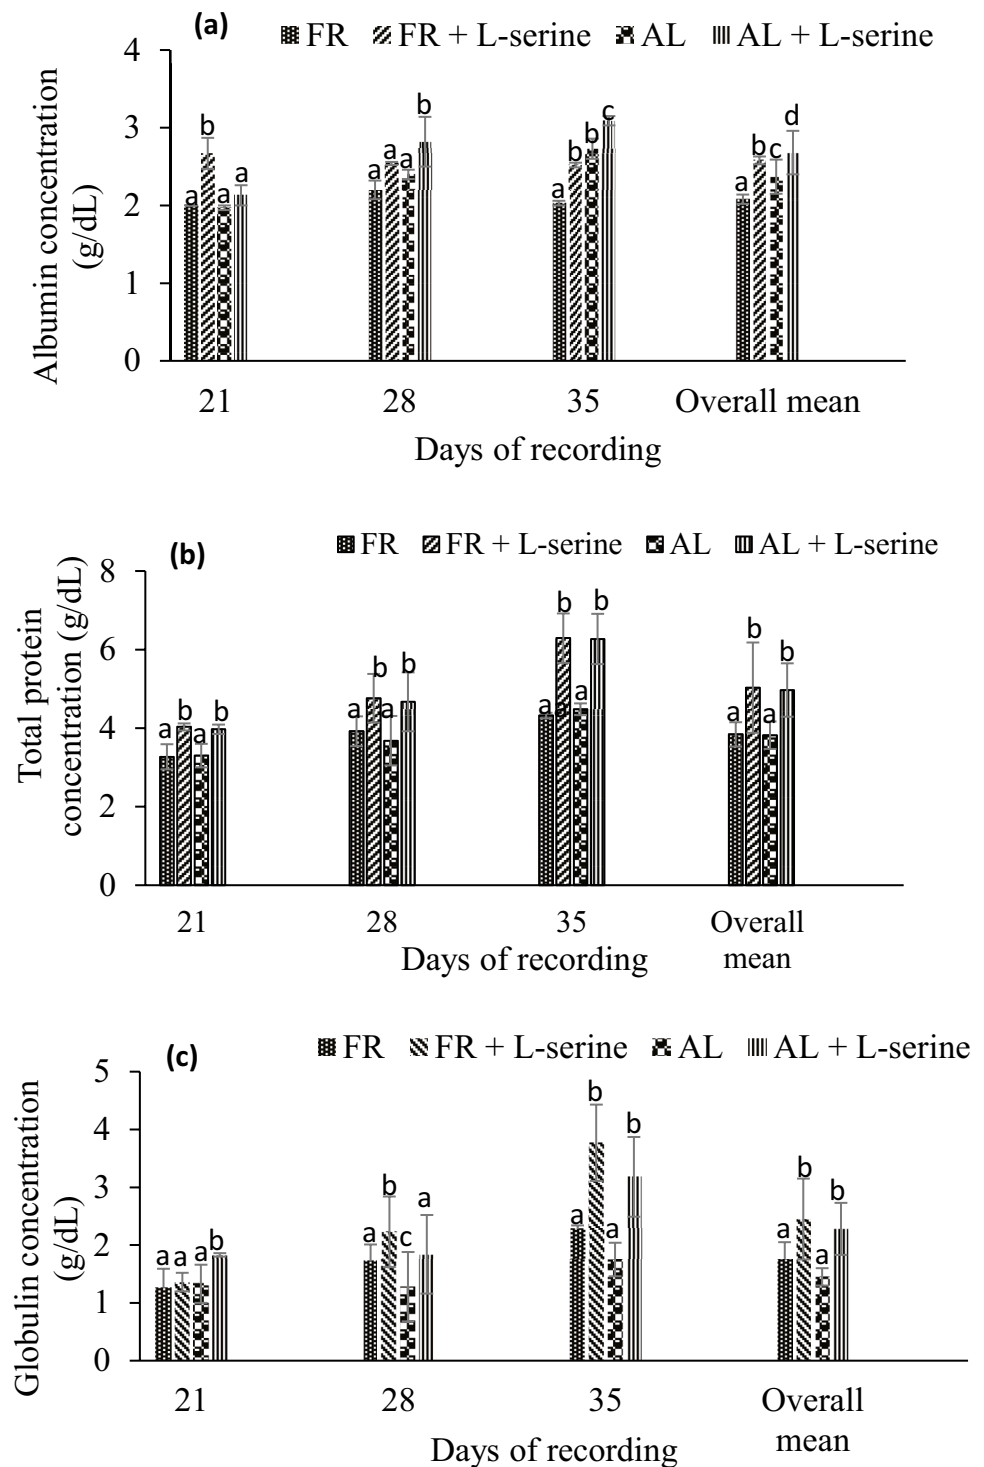 (a)
FR FR + L-serine AL AL + L-serine
Albumin concentration
(g/dL)
4
3
2
1
0
a b a a
a a a b
a b b c
a b c d
21 28 35 Overall mean
Days of recording
(b)
FR FR + L-serine AL AL + L-serine
Total protein
concentration (g/dL)
8
6
4
2
0
a b a b
a b a b
a b a b
a b a b
21 28 35 Overall
mean
Days of recording
(c)
FR FR + L-serine AL AL + L-serine
Globulin concentration
(g/dL)
5
4
3
2
1
0
a a a b
a b c a
a b a b
a b a b
21 28 35 Overall
mean
Days of recording